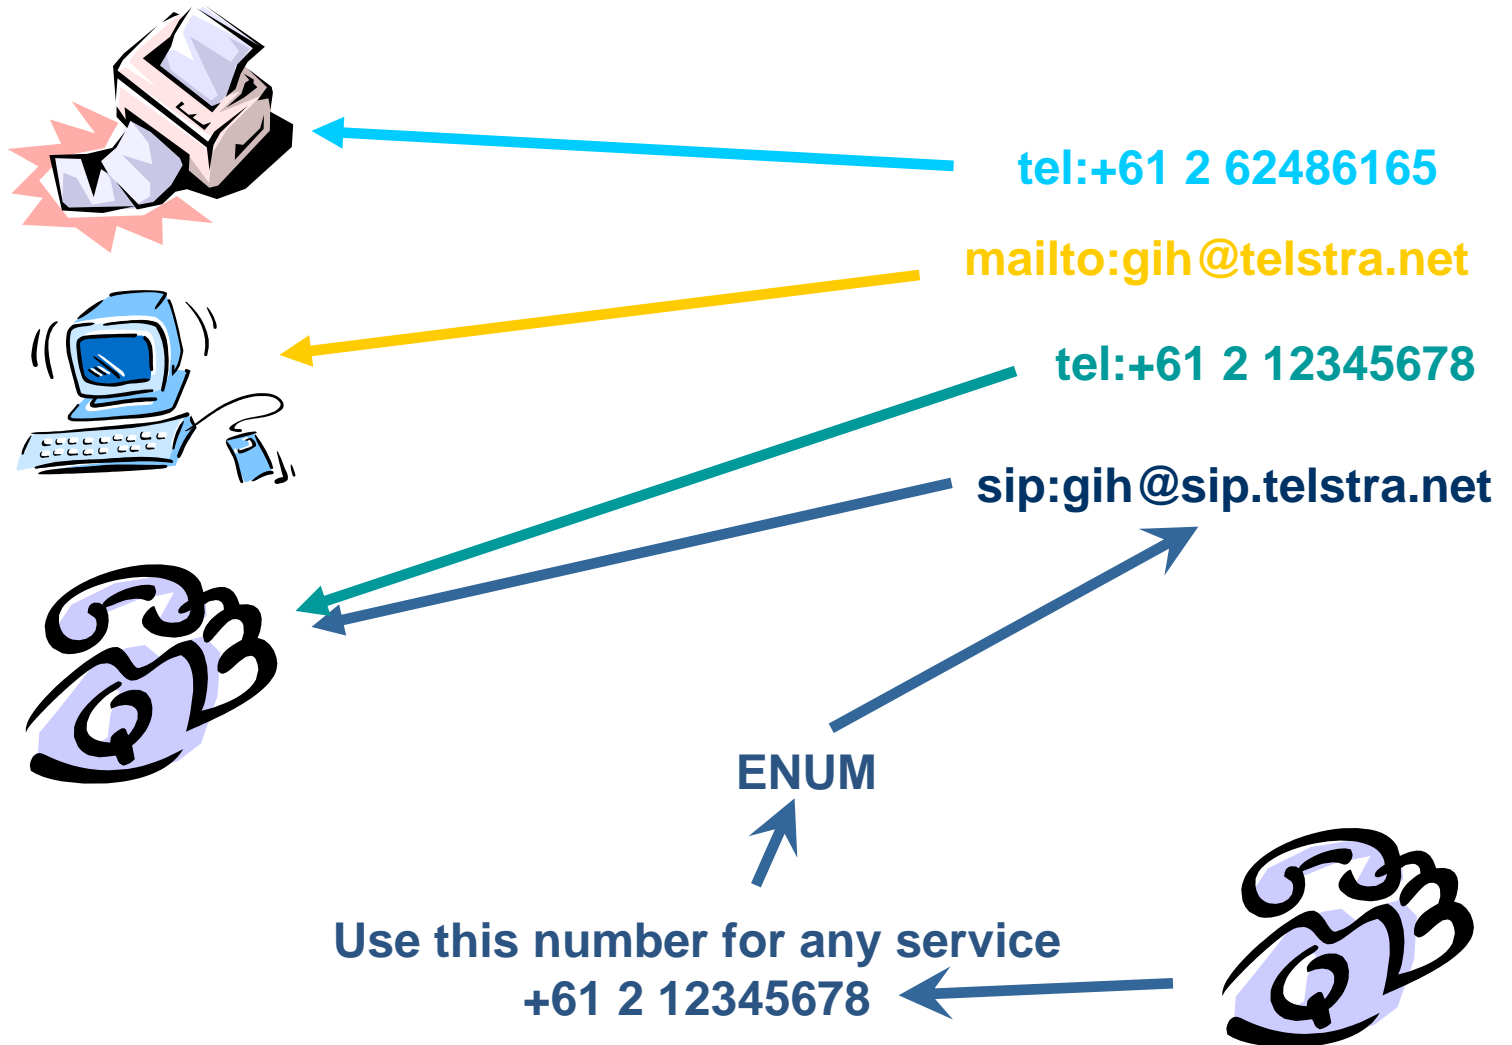 tel:+61 2 62486165
mailto:gih@telstra.net
tel:+61 2 12345678
sip:gih@sip.telstra.net
ENUM
Use this number for any service
+61 2 12345678